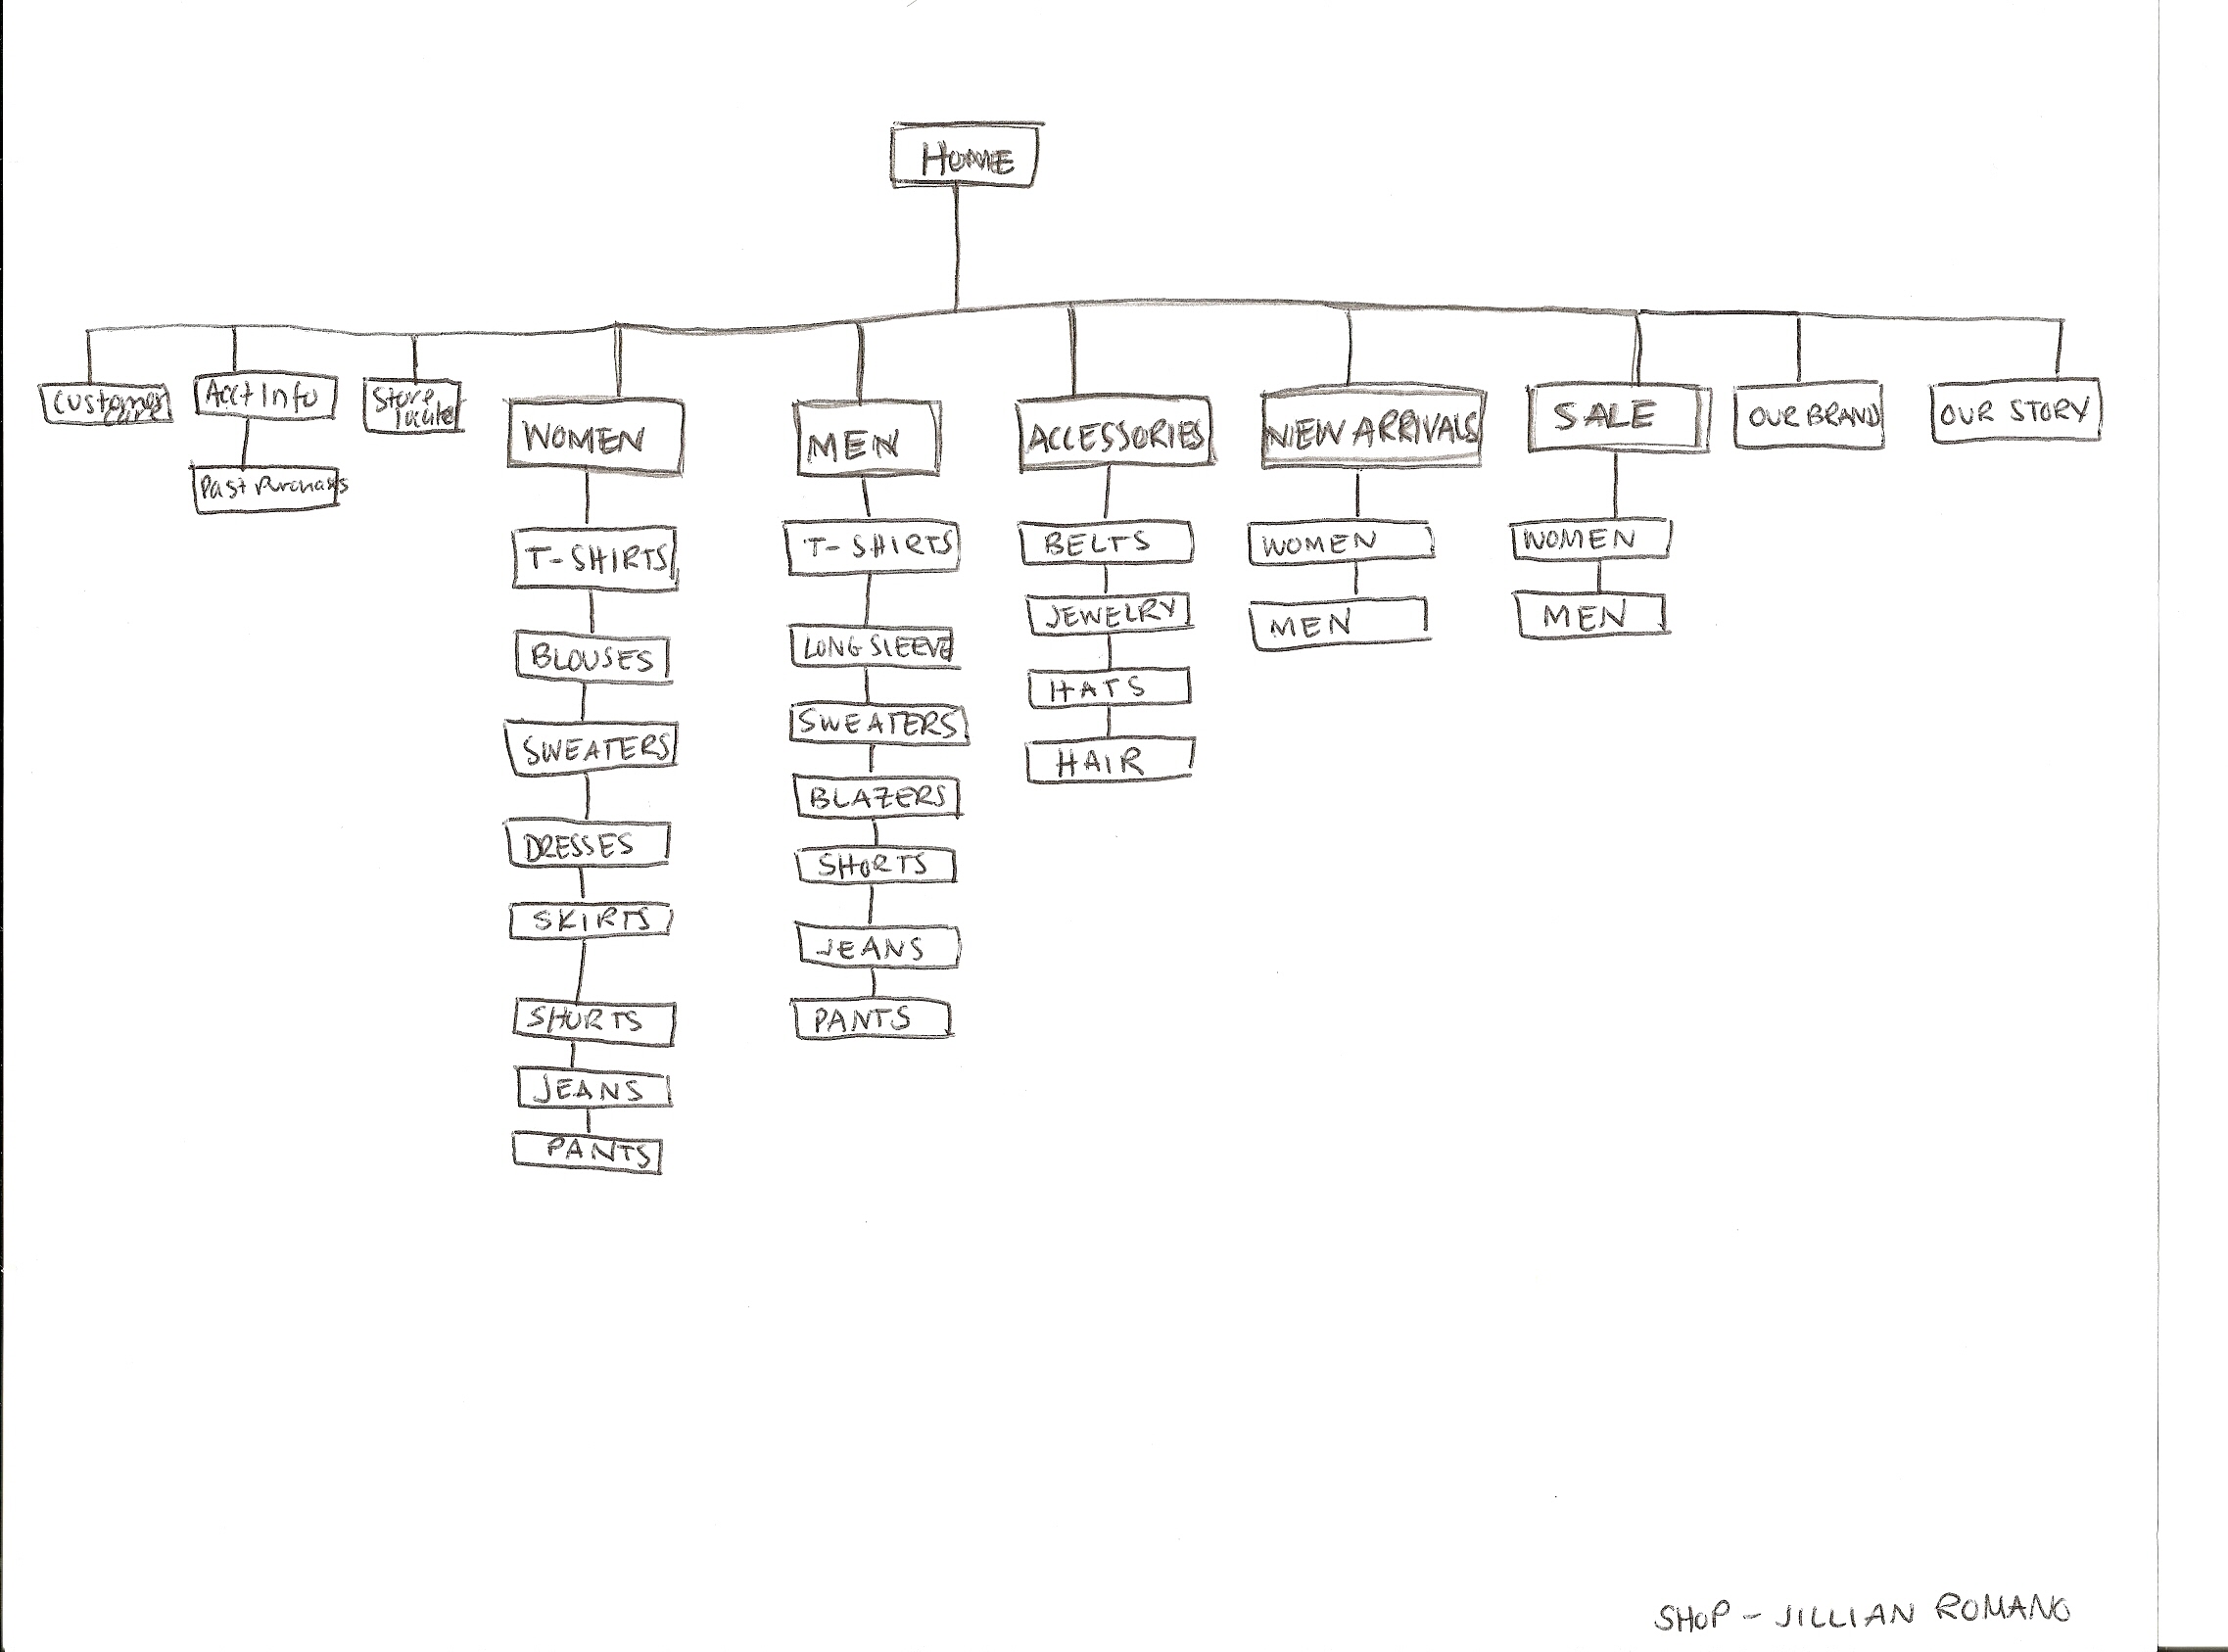 HOME
Customer
Care
Acct Info
Past Purchases
Store
locate
WOMEN
T-SHIRTS
BLOUSES
SWEATERS
DRESSES
SKIRTS
SHORTS
JEANS
PANTS
MEN
T-SHIRTS
LONG SLEEVE
SWEATERS
BLAZERS
SHORTS
JEANS
PANTS
ACCESSORIES
BELTS
JEWELRY
HATS
HAIR
NEW ARRIVALS
WOMEN
MEN
SALE
WOMEN
MEN
OUR BRAND
OUR STORY
SHOP - JILLIAN ROMANO